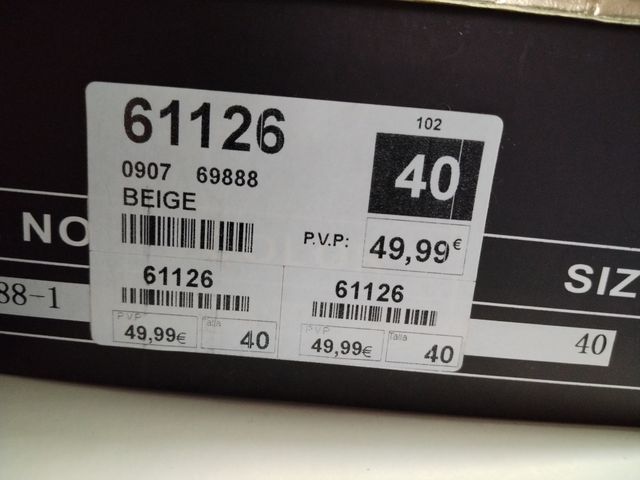 61126
102
0907 69888
40
BEIGE
P.V.P: 49,99€
NO
SIZ
61126
61126
88-1
P.V.P
Talla
P.V.P
Talla
40
49,99€
40
49,99€
40